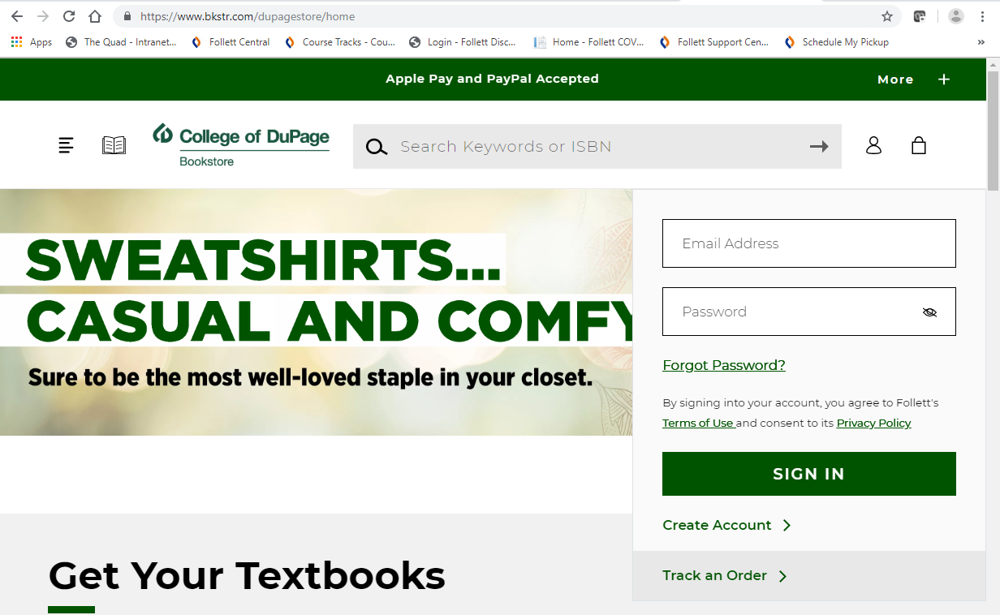 https://www.bkstr.com/dupagestore/home
Apps The Quad - Intranet... Follett Central Course Tracks - Cou... Login - Follett Disc... Home - Follett COV... Follett Support Cen... Schedule My Pickup »
Apple Pay and PayPal Accepted More +
College of DuPage
Bookstore
Search Keywords or ISBN
SWEATSHIRTS...
CASUAL AND COMFY
Sure to be the most well-loved staple in your closet.
Email Address
Password
Forgot Password?
By signing into your account, you agree to Follett's
Terms of Use and consent to its Privacy Policy
SIGN IN
Create Account
Track an Order
Get Your Textbooks